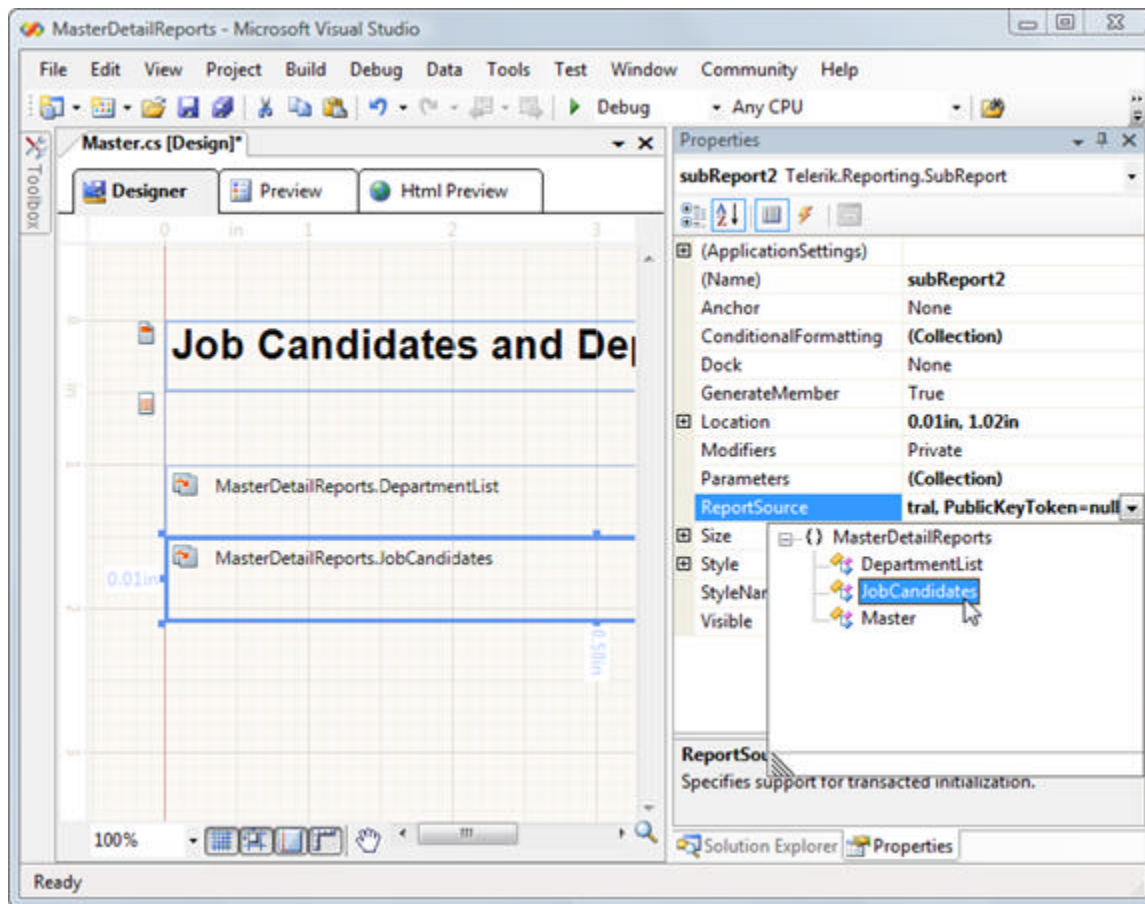 MasterDetailReports - Microsoft Visual Studio
File Edit View Project Build Debug Data Tools Test Window Community Help
Debug Any CPU
Toolbox
Master.cs [Design]*
Designer Preview Html Preview
0 in 1 2 3
Job Candidates and De
MasterDetailReports.DepartmentList
MasterDetailReports.JobCandidates
0.01in
0.50in
100%
Properties
subReport2 Telerik.Reporting.SubReport
(ApplicationSettings)
(Name) subReport2
Anchor None
ConditionalFormatting (Collection)
Dock None
GenerateMember True
Location 0.01in, 1.02in
Modifiers Private
Parameters (Collection)
ReportSource tral, PublicKeyToken=null
Size
Style
StyleNar
Visible
{} MasterDetailReports
DepartmentList
JobCandidates
Master
ReportSou
Specifies support for transacted initialization.
Solution Explorer Properties
Ready